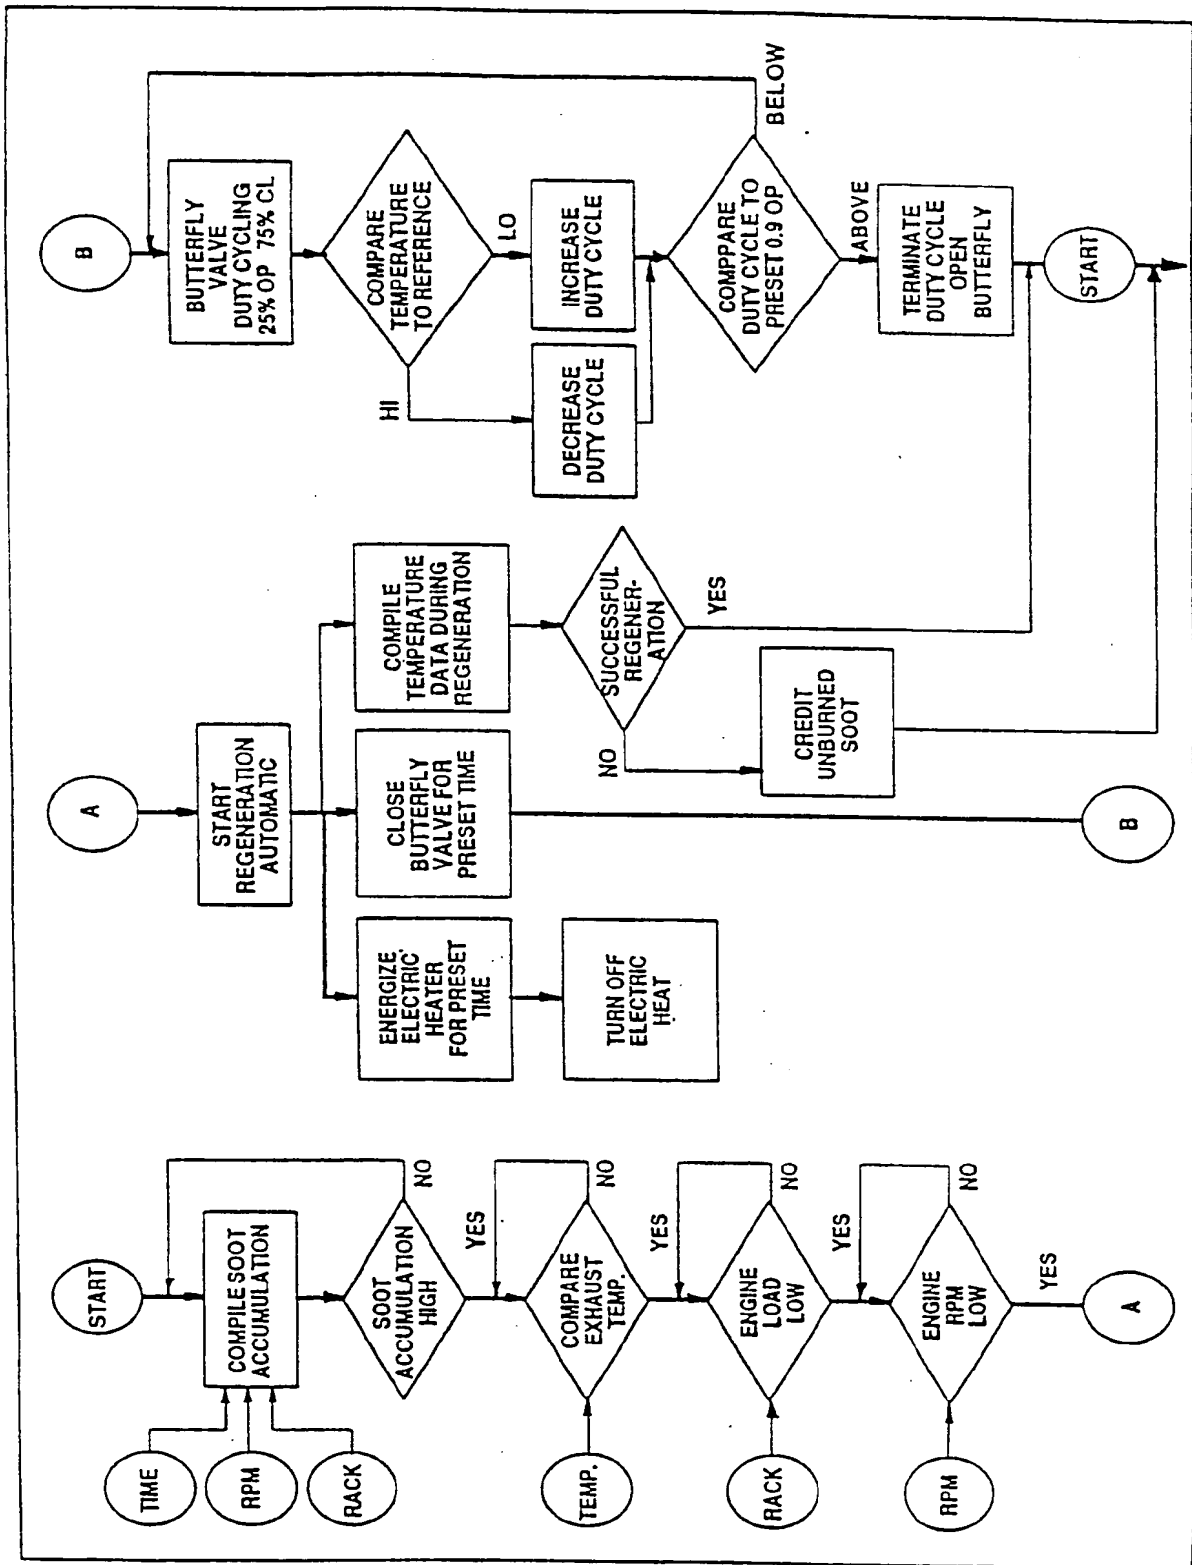 START
TIME
RPM
RACK
COMPILE SOOT
ACCUMULATION
SOOT
ACCUMULATION
HIGH
NO
YES
TEMP.
COMPARE
EXHAUST
TEMP.
NO
YES
RACK
ENGINE
LOAD
LOW
NO
YES
RPM
ENGINE
RPM
LOW
NO
YES
A
A
START
REGENERATION
AUTOMATIC
ENERGIZE
ELECTRIC
HEATER
FOR PRESET
TIME
TURN OFF
ELECTRIC
HEAT
CLOSE
BUTTERFLY
VALVE FOR
PRESET TIME
B
COMPILE
TEMPERATURE
DATA DURING
REGENERATION
SUCCESSFUL
REGENER-
ATION
NO
YES
CREDIT
UNBURNED
SOOT
B
BUTTERFLY
VALVE
DUTY CYCLING
25% OP 75% CL
COMPARE
TEMPERATURE
TO REFERENCE
HI
LO
DECREASE
DUTY CYCLE
INCREASE
DUTY CYCLE
COMPPARE
DUTY CYCLE TO
PRESET 0.9 OP
BELOW
ABOVE
TERMINATE
DUTY CYCLE
OPEN
BUTTERFLY
START